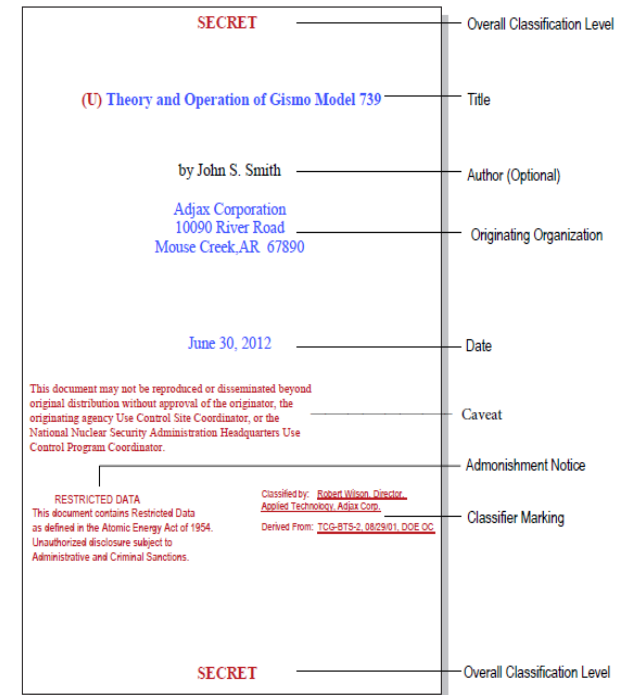 SECRET
Overall Classification Level
(U) Theory and Operation of Gismo Model 739
Title
by John S. Smith
Author (Optional)
Adjax Corporation
10090 River Road
Mouse Creek,AR 67890
Originating Organization
June 30, 2012
Date
This document may not be reproduced or disseminated beyond
original distribution without approval of the originator, the
originating agency Use Control Site Coordinator, or the
National Nuclear Security Administration Headquarters Use
Control Program Coordinator.
Caveat
Admonishment Notice
RESTRICTED DATA
This document contains Restricted Data
as defined in the Atomic Energy Act of 1954.
Unauthorized disclosure subject to
Administrative and Criminal Sanctions.
Classified by: Robert Wilson, Director,
Applied Technology, Adjax Corp.
Derived From: TCG-BTS-2, 08/29/01, DOE OC
Classifier Marking
SECRET
Overall Classification Level